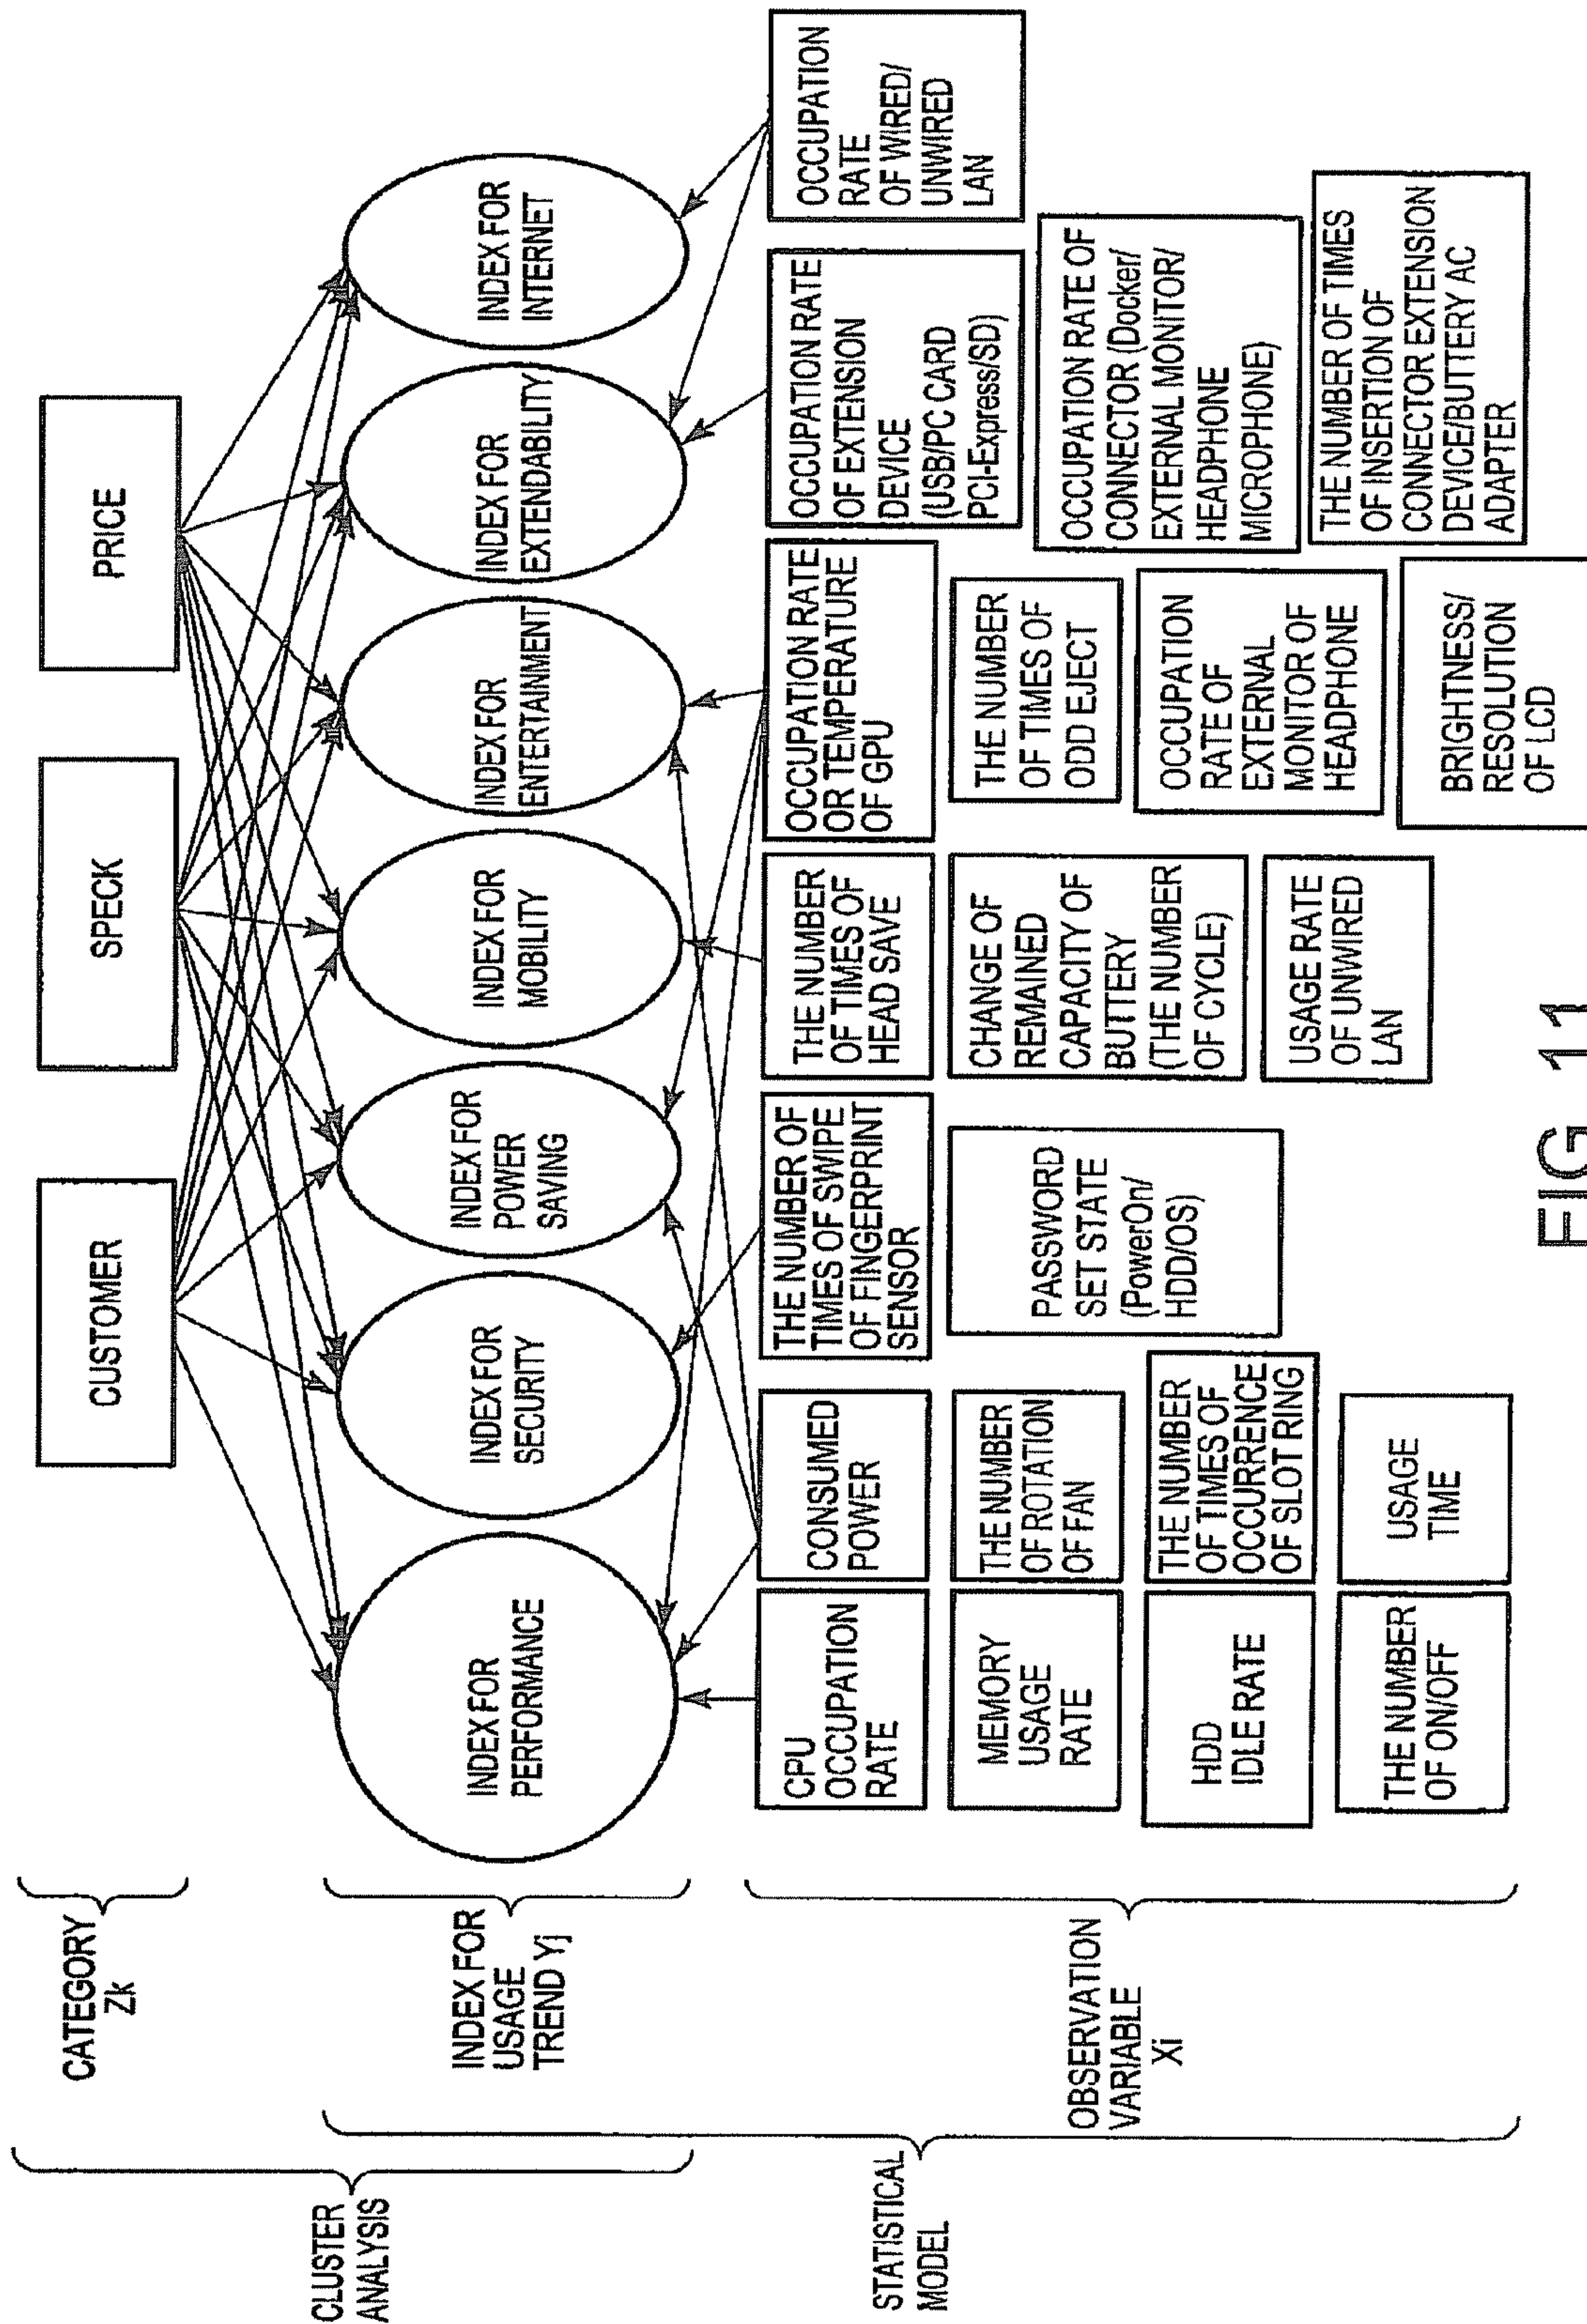 CLUSTER
ANALYSIS
STATISTICAL
MODEL
CATEGORY
Zk
INDEX FOR
USAGE
TREND Yj
OBSERVATION
VARIABLE
Xi
CUSTOMER
SPECK
PRICE
INDEX FOR
PERFORMANCE
INDEX FOR
SECURITY
INDEX FOR
POWER
SAVING
INDEX FOR
MOBILITY
INDEX FOR
ENTERTAINMENT
INDEX FOR
EXTENDABILITY
INDEX FOR
INTERNET
CPU
OCCUPATION
RATE
MEMORY
USAGE
RATE
HDD
IDLE RATE
THE NUMBER
OF ON/OFF
CONSUMED
POWER
THE NUMBER
OF ROTATION
OF FAN
THE NUMBER
OF TIMES OF
OCCURRENCE
OF SLOT RING
USAGE
TIME
THE NUMBER OF
TIMES OF SWIPE
OF FINGERPRINT
SENSOR
PASSWORD
SET STATE
(PowerOn/
HDD/OS)
THE NUMBER
OF TIMES OF
HEAD SAVE
CHANGE OF
REMAINED
CAPACITY OF
BUTTERY
(THE NUMBER
OF CYCLE)
USAGE RATE
OF UNWIRED
LAN
OCCUPATION RATE
OR TEMPERATURE
OF GPU
THE NUMBER
OF TIMES OF
ODD EJECT
OCCUPATION
RATE OF
EXTERNAL
MONITOR OF
HEADPHONE
BRIGHTNESS/
RESOLUTION
OF LCD
OCCUPATION RATE
OF EXTENSION
DEVICE
(USB/PC CARD
PCI-Express/SD)
OCCUPATION RATE OF
CONNECTOR (Docker/
EXTERNAL MONITOR/
HEADPHONE
MICROPHONE)
THE NUMBER OF TIMES
OF INSERTION OF
CONNECTOR EXTENSION
DEVICE/BUTTERY AC
ADAPTER
OCCUPATION
RATE
OF WIRED/
UNWIRED
LAN
FIG. 11